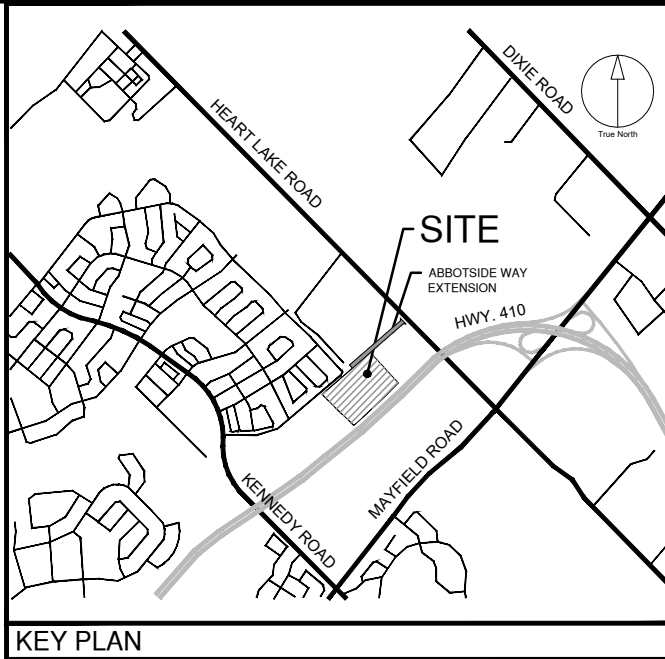 DIXIE ROAD
True North
HEART LAKE ROAD
SITE
ABBOTSIDE WAY
EXTENSION
HWY. 410
MAYFIELD ROAD
KENNEDY ROAD
KEY PLAN